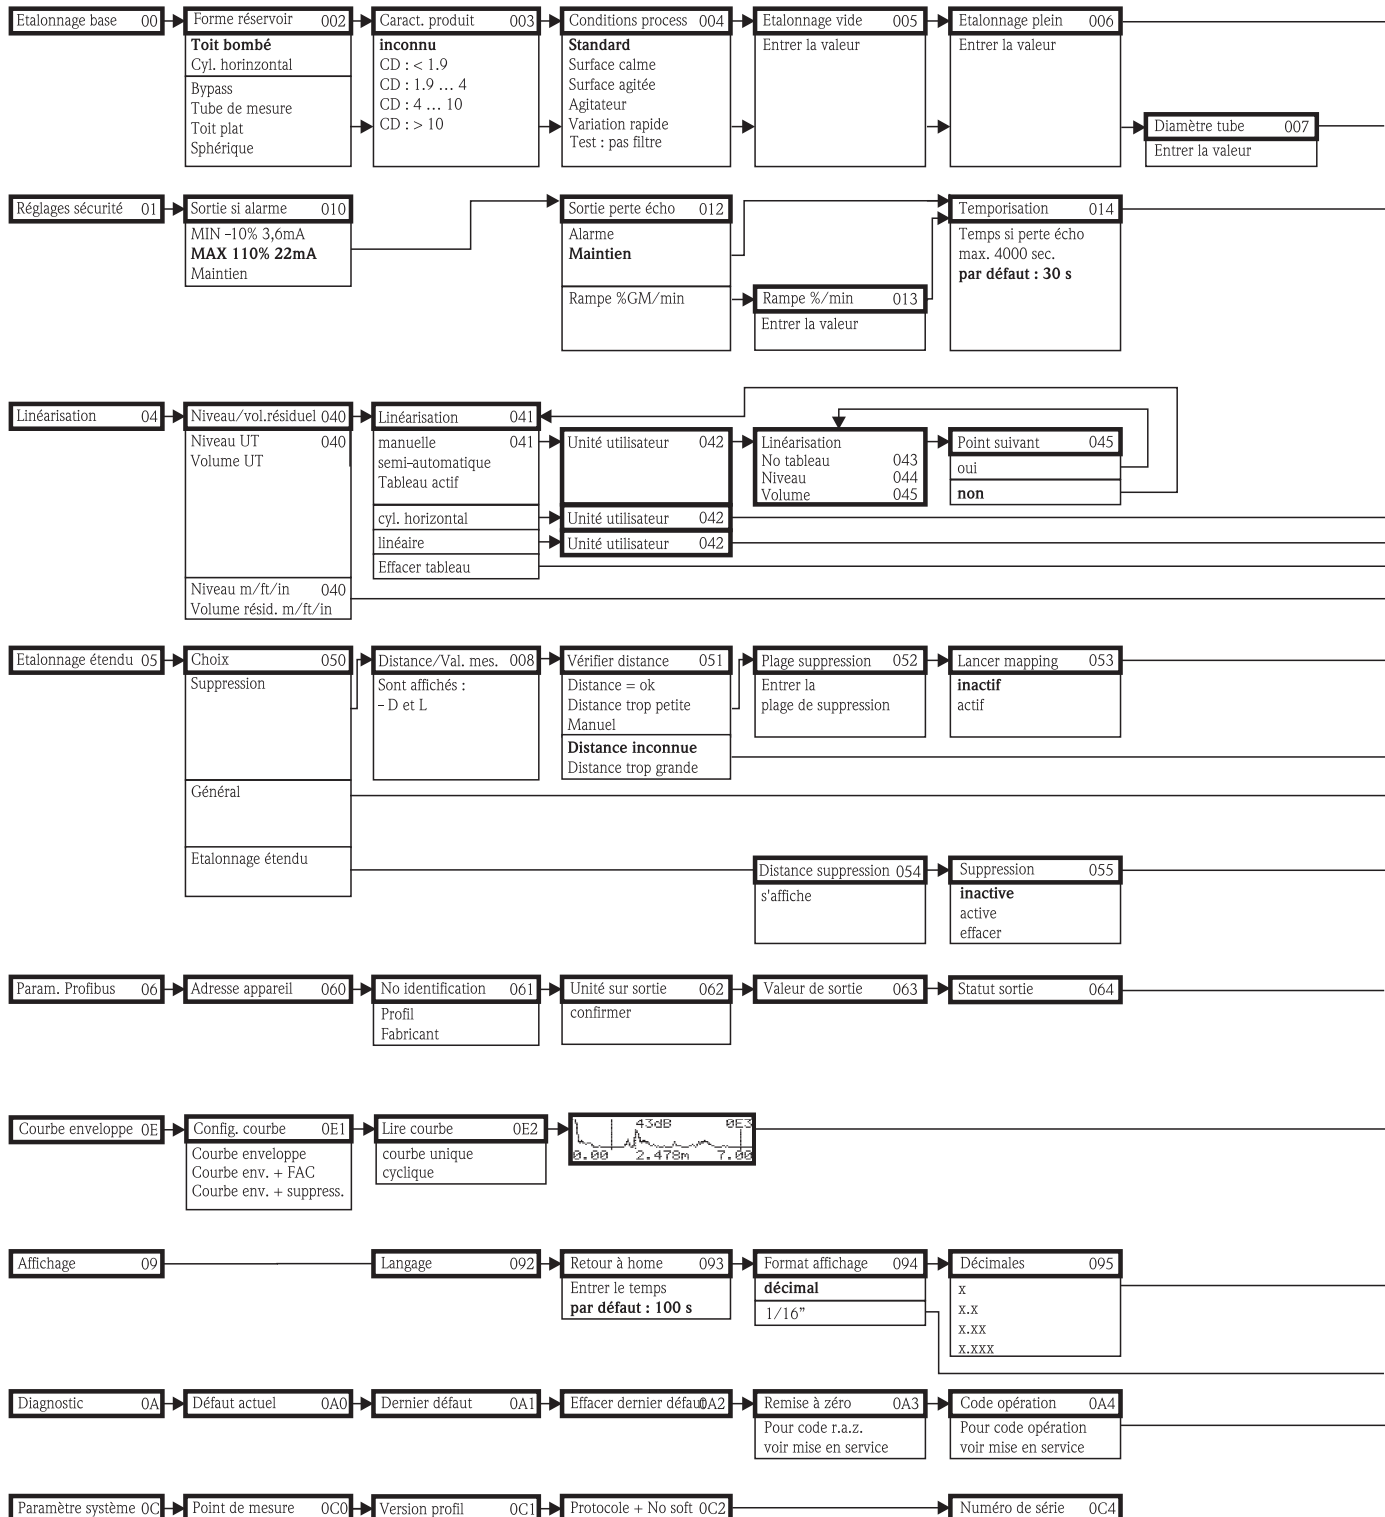 Etalonnage base 00
Forme réservoir 002
Toit bombé
Cyl. horinzontal
Bypass
Tube de mesure
Toit plat
Sphérique
Caract. produit 003
inconnu
CD : < 1.9
CD : 1.9 … 4
CD : 4 … 10
CD : > 10
Conditions process 004
Standard
Surface calme
Surface agitée
Agitateur
Variation rapide
Test : pas filtre
Etalonnage vide 005
Entrer la valeur
Etalonnage plein 006
Entrer la valeur
Diamètre tube 007
Entrer la valeur
Réglages sécurité 01
Sortie si alarme 010
MIN -10% 3,6mA
MAX 110% 22mA
Maintien
Sortie perte écho 012
Alarme
Maintien
Rampe %GM/min
Rampe %/min 013
Entrer la valeur
Temporisation 014
Temps si perte écho
max. 4000 sec.
par défaut : 30 s
Linéarisation 04
Niveau/vol.résiduel 040
Niveau UT 040
Volume UT
Niveau m/ft/in 040
Volume résid. m/ft/in
Linéarisation 041
manuelle 041
semi-automatique
Tableau actif
cyl. horizontal
linéaire
Effacer tableau
Unité utilisateur 042
Unité utilisateur 042
Unité utilisateur 042
Linéarisation
No tableau 043
Niveau 044
Volume 045
Point suivant 045
oui
non
Etalonnage étendu 05
Choix 050
Suppression
Général
Etalonnage étendu
Distance/Val. mes. 008
Sont affichés :
- D et L
Vérifier distance 051
Distance = ok
Distance trop petite
Manuel
Distance inconnue
Distance trop grande
Plage suppression 052
Entrer la
plage de suppression
Lancer mapping 053
inactif
actif
Distance suppression 054
s'affiche
Suppression 055
inactive
active
effacer
Param. Profibus 06
Adresse appareil 060
No identification 061
Profil
Fabricant
Unité sur sortie 062
confirmer
Valeur de sortie 063
Statut sortie 064
Courbe enveloppe 0E
Config. courbe 0E1
Courbe enveloppe
Courbe env. + FAC
Courbe env. + suppress.
Lire courbe 0E2
courbe unique
cyclique
43dB 0E3
0.00 2.478m 7.00
Affichage 09
Langage 092
Retour à home 093
Entrer le temps
par défaut : 100 s
Format affichage 094
décimal
1/16”
Décimales 095
x
x.x
x.xx
x.xxx
Diagnostic 0A
Défaut actuel 0A0
Dernier défaut 0A1
Effacer dernier défaut 0A2
Remise à zéro 0A3
Pour code r.a.z.
voir mise en service
Code opération 0A4
Pour code opération
voir mise en service
Paramètre système 0C
Point de mesure 0C0
Version profil 0C1
Protocole + No soft 0C2
Numéro de série 0C4